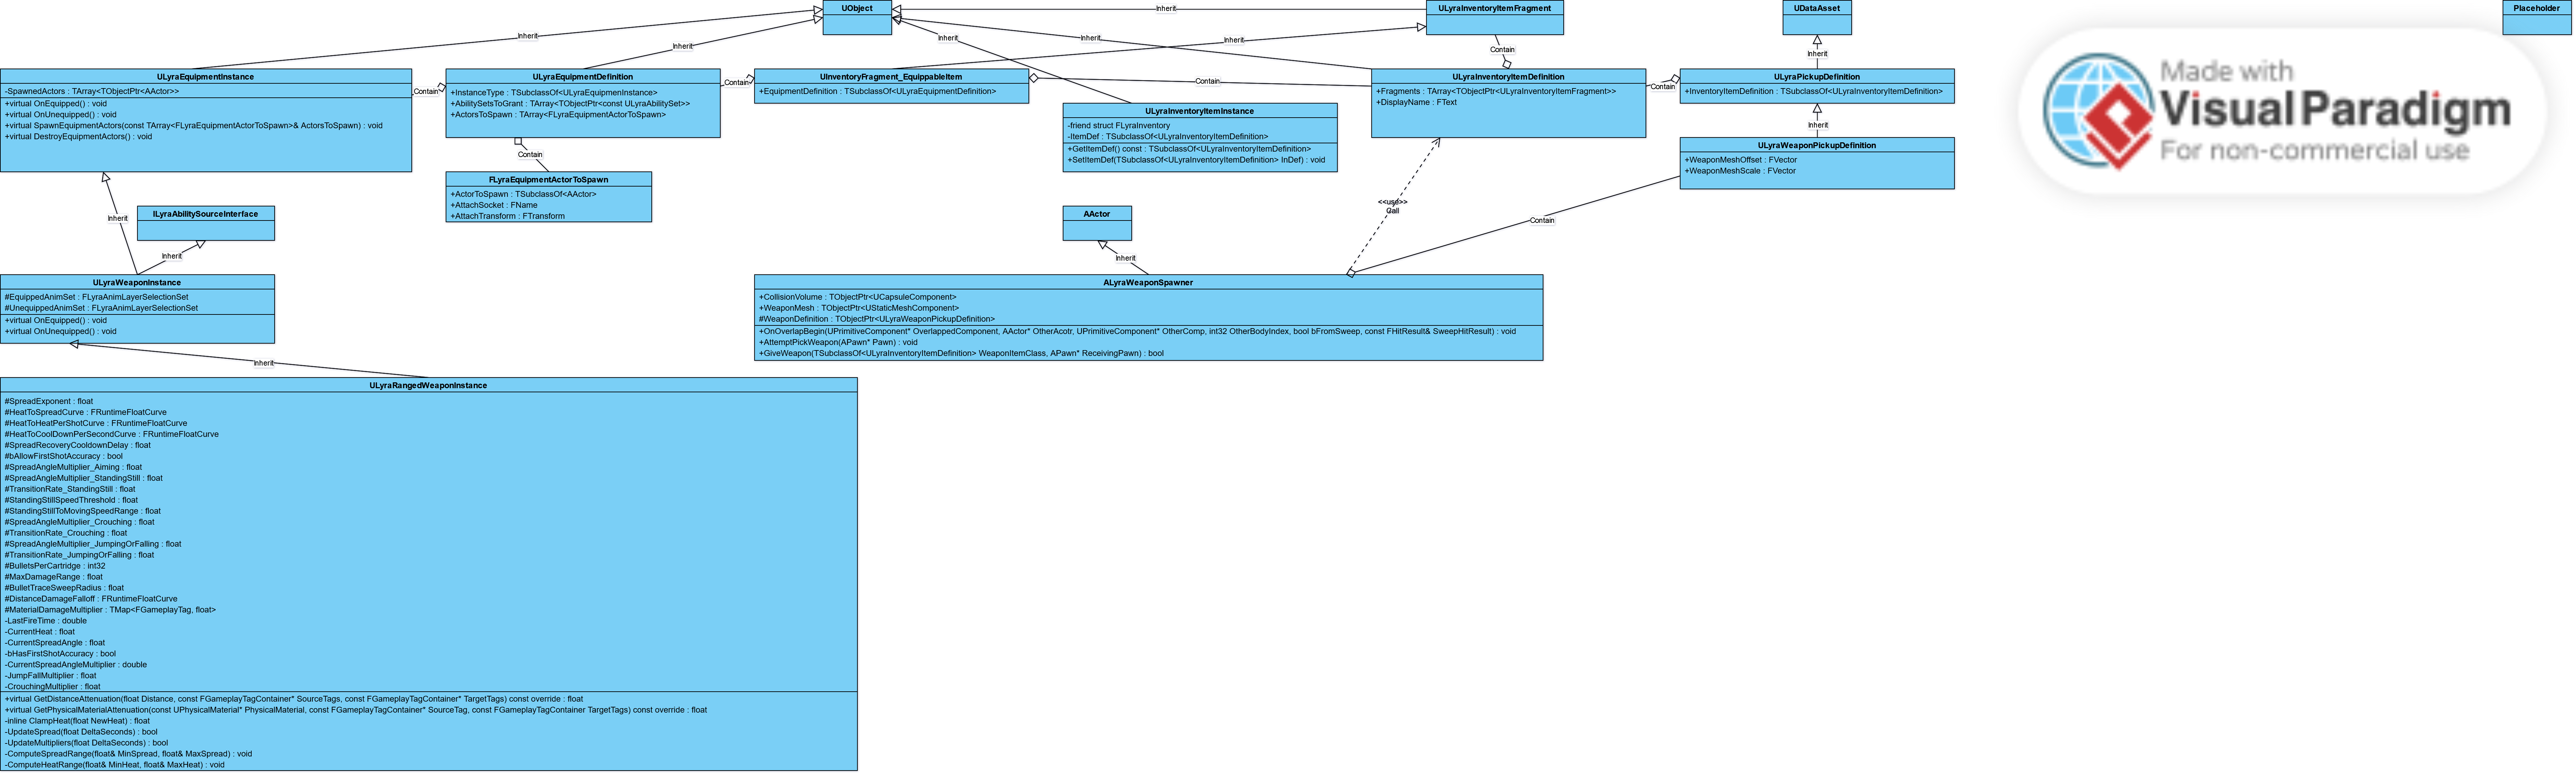 UObject
ULyraInventoryItemFragment
UDataAsset
Placeholder
Inherit
Inherit
Inherit
Inherit
Inherit
Inherit
Contain
Inherit
Made with
Visual Paradigm
For non-commercial use
ULyraEquipmentInstance
-SpawnedActors : TArray<TObjectPtr<AActor>>
+virtual OnEquipped() : void
+virtual OnUnequipped() : void
+virtual SpawnEquipmentActors(const TArray<FLyraEquipmentActorToSpawn>& ActorsToSpawn) : void
+virtual DestroyEquipmentActors() : void
Contain
ULyraEquipmentDefinition
+InstanceType : TSubclassOf<ULyraEquipmenInstance>
+AbilitySetsToGrant : TArray<TObjectPtr<const ULyraAbilitySet>>
+ActorsToSpawn : TArray<FLyraEquipmentActorToSpawn>
Contain
UInventoryFragment_EquippableItem
+EquipmentDefinition : TSubclassOf<ULyraEquipmentDefinition>
Contain
ULyraInventoryItemDefinition
+Fragments : TArray<TObjectPtr<ULyraInventoryItemFragment>>
+DisplayName : FText
Contain
ULyraPickupDefinition
+InventoryItemDefinition : TSubclassOf<ULyraInventoryItemDefinition>
Inherit
ULyraInventoryItemInstance
-friend struct FLyraInventory
-ItemDef : TSubclassOf<ULyraInventoryItemDefinition>
+GetItemDef() const : TSubclassOf<ULyraInventoryItemDefinition>
+SetItemDef(TSubclassOf<ULyraInventoryItemDefinition> InDef) : void
ULyraWeaponPickupDefinition
+WeaponMeshOffset : FVector
+WeaponMeshScale : FVector
Contain
FLyraEquipmentActorToSpawn
+ActorToSpawn : TSubclassOf<AActor>
+AttachSocket : FName
+AttachTransform : FTransform
Inherit
ILyraAbilitySourceInterface
Inherit
AActor
Inherit
<<use>>
Call
Contain
ULyraWeaponInstance
#EquippedAnimSet : FLyraAnimLayerSelectionSet
#UnequippedAnimSet : FLyraAnimLayerSelectionSet
+virtual OnEquipped() : void
+virtual OnUnequipped() : void
ALyraWeaponSpawner
+CollisionVolume : TObjectPtr<UCapsuleComponent>
+WeaponMesh : TObjectPtr<UStaticMeshComponent>
#WeaponDefinition : TObjectPtr<ULyraWeaponPickupDefinition>
+OnOverlapBegin(UPrimitiveComponent* OverlappedComponent, AActor* OtherAcotr, UPrimitiveComponent* OtherComp, int32 OtherBodyIndex, bool bFromSweep, const FHitResult& SweepHitResult) : void
+AttemptPickWeapon(APawn* Pawn) : void
+GiveWeapon(TSubclassOf<ULyraInventoryItemDefinition> WeaponItemClass, APawn* ReceivingPawn) : bool
Inherit
ULyraRangedWeaponInstance
#SpreadExponent : float
#HeatToSpreadCurve : FRuntimeFloatCurve
#HeatToHeatPerShotCurve : FRuntimeFloatCurve
#HeatToCoolDownPerSecondCurve : FRuntimeFloatCurve
#SpreadRecoveryCooldownDelay : float
#bAllowFirstShotAccuracy : bool
#SpreadAngleMultiplier_Aiming : float
#SpreadAngleMultiplier_StandingStill : float
#TransitionRate_StandingStill : float
#StandingStillSpeedThreshold : float
#StandingStillToMovingSpeedRange : float
#SpreadAngleMultiplier_Crouching : float
#TransitionRate_Crouching : float
#SpreadAngleMultiplier_JumpingOrFalling : float
#TransitionRate_JumpingOrFalling : float
#BulletsPerCartridge : int32
#MaxDamageRange : float
#BulletTraceSweepRadius : float
#DistanceDamageFalloff : FRuntimeFloatCurve
#MaterialDamageMultiplier : TMap<FGameplayTag, float>
-LastFireTime : double
-CurrentHeat : float
-CurrentSpreadAngle : float
-bHasFirstShotAccuracy : bool
-CurrentSpreadAngleMultiplier : double
-JumpFallMultiplier : float
-CrouchingMultiplier : float
+virtual GetDistanceAttenuation(float Distance, const FGameplayTagContainer* SourceTags, const FGameplayTagContainer* TargetTags) const override : float
+virtual GetPhysicalMaterialAttenuation(const UPhysicalMaterial* PhysicalMaterial, const FGameplayTagContainer* SourceTag, const FGameplayTagContainer TargetTags) const override : float
-inline ClampHeat(float NewHeat) : float
-UpdateSpread(float DeltaSeconds) : bool
-UpdateMultipliers(float DeltaSeconds) : bool
-ComputeSpreadRange(float& MinSpread, float& MaxSpread) : void
-ComputeHeatRange(float& MinHeat, float& MaxHeat) : void